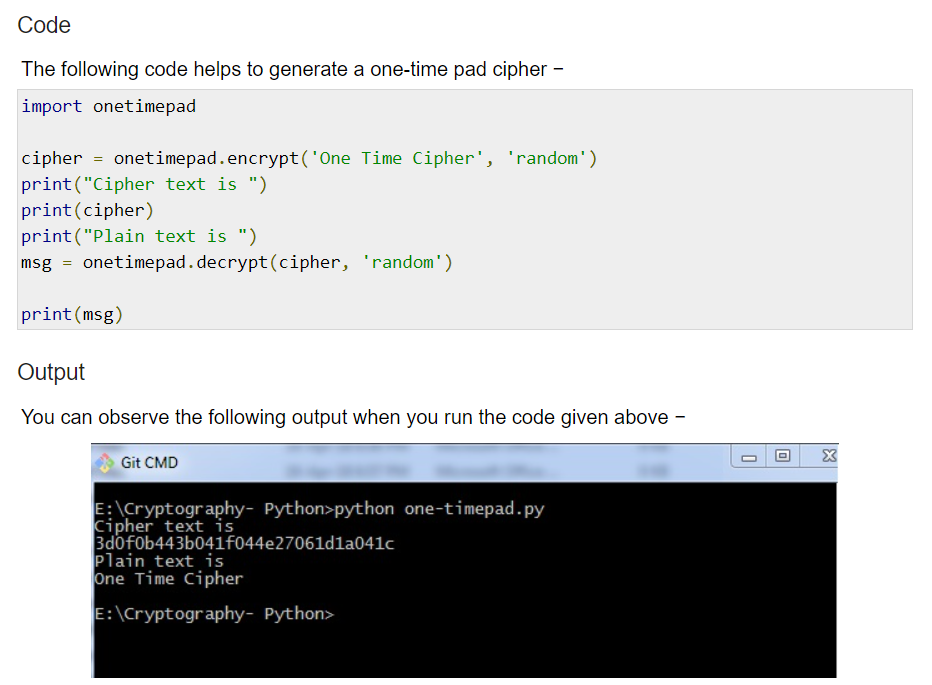 Code
The following code helps to generate a one-time pad cipher −
import onetimepad
cipher = onetimepad.encrypt('One Time Cipher', 'random')
print("Cipher text is ")
print(cipher)
print("Plain text is ")
msg = onetimepad.decrypt(cipher, 'random')
print(msg)
Output
You can observe the following output when you run the code given above −
Git CMD
E:\Cryptography- Python>python one-timepad.py
Cipher text is
3d0f0b443b041f044e27061d1a041c
Plain text is
One Time Cipher
E:\Cryptography- Python>